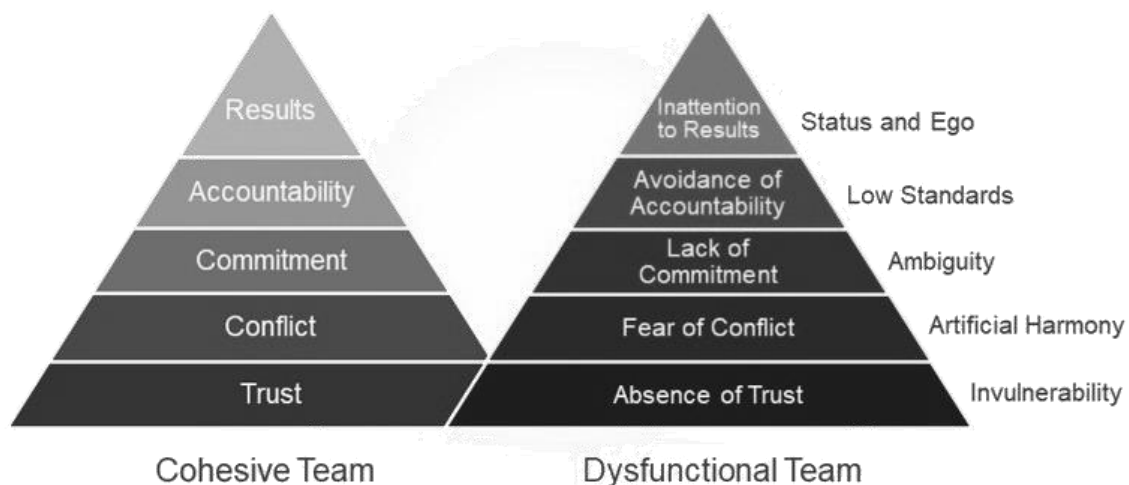 Results
Accountability
Commitment
Conflict
Trust
Cohesive Team
Inattention
to Results
Status and Ego
Avoidance of
Accountability
Low Standards
Lack of
Commitment
Ambiguity
Fear of Conflict
Artificial Harmony
Absence of Trust
Invulnerability
Dysfunctional Team